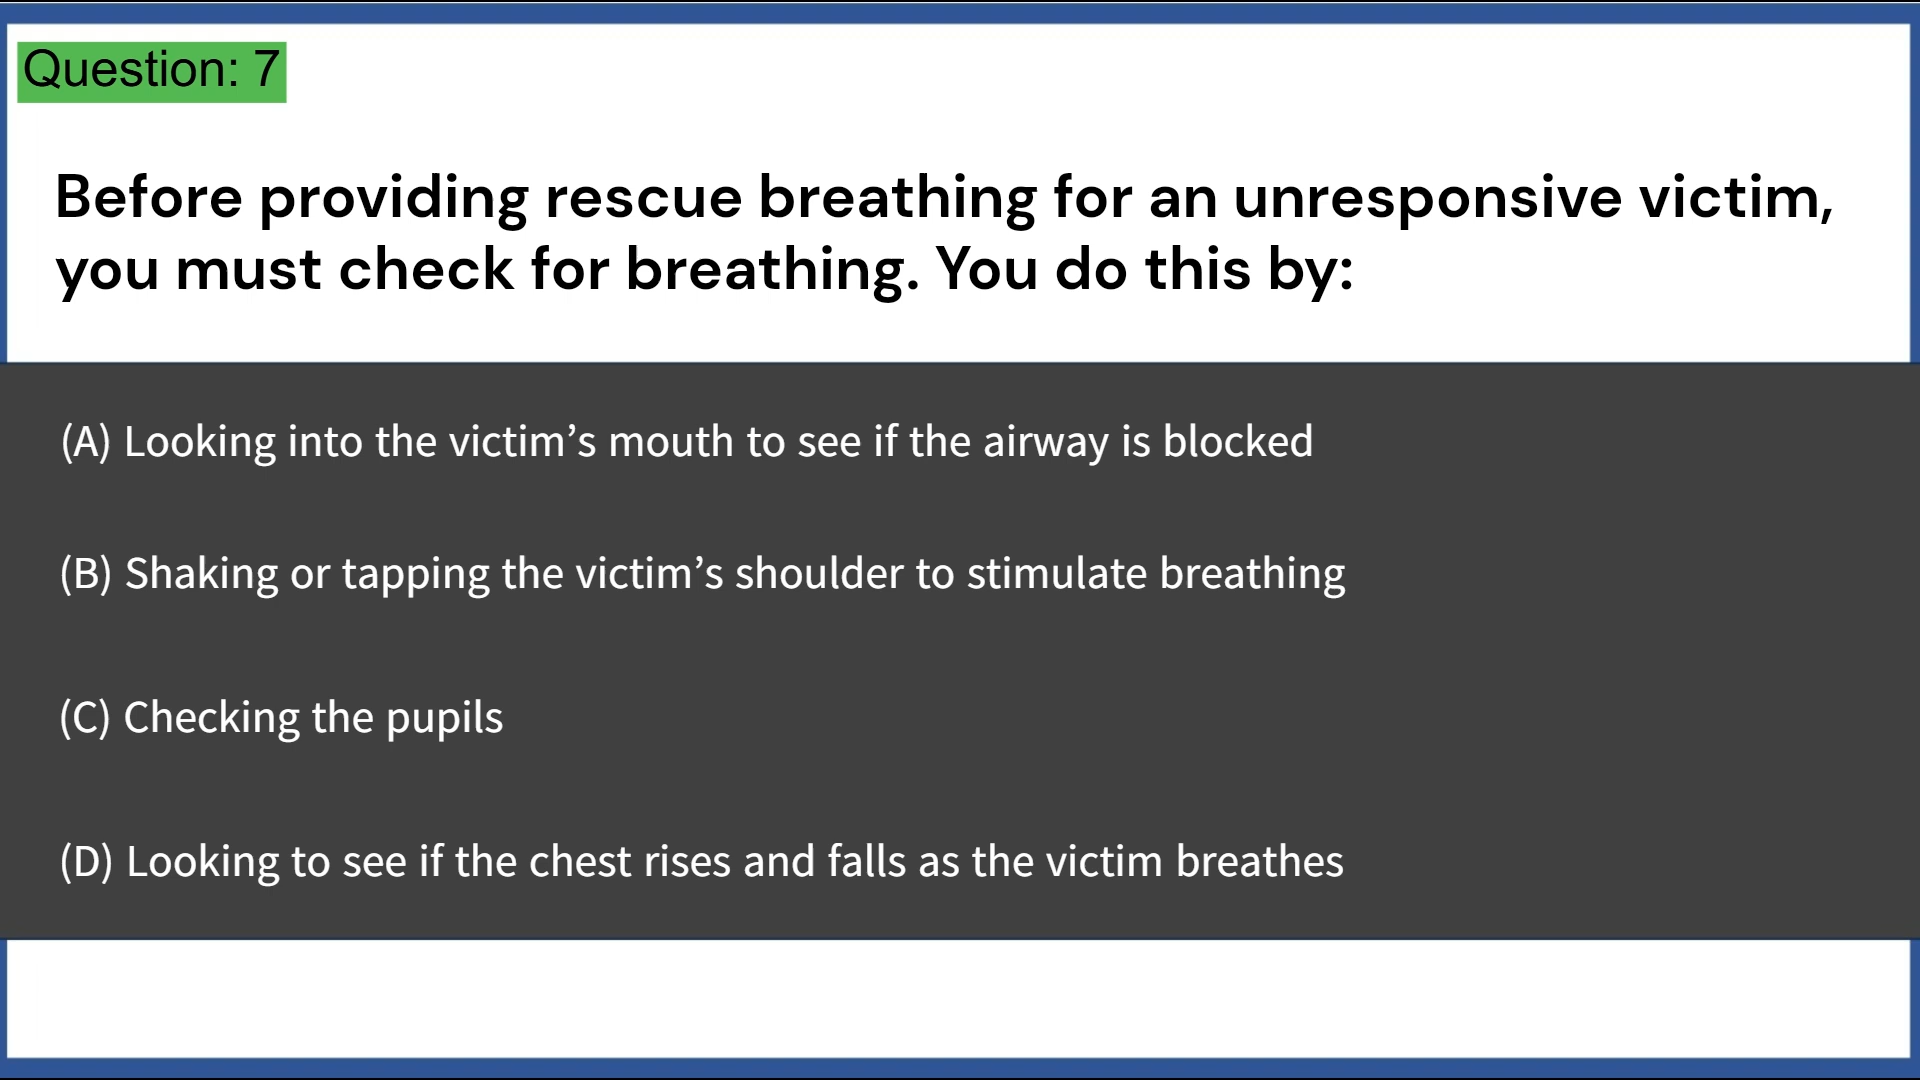 Question: 7
Before providing rescue breathing for an unresponsive victim,
you must check for breathing. You do this by:
(A) Looking into the victim’s mouth to see if the airway is blocked
(B) Shaking or tapping the victim’s shoulder to stimulate breathing
(C) Checking the pupils
(D) Looking to see if the chest rises and falls as the victim breathes